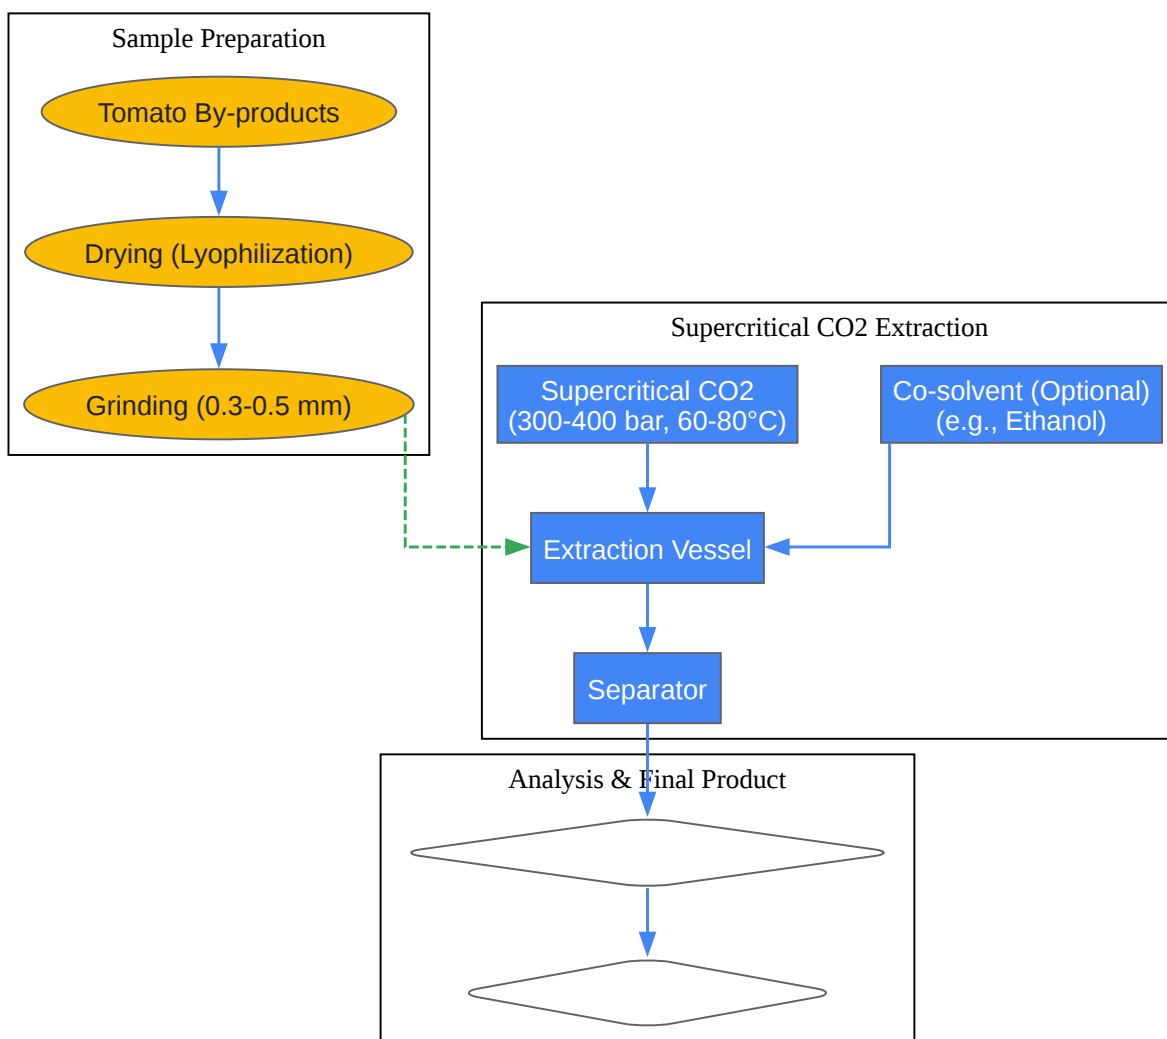 Sample Preparation
Tomato By-products
Drying (Lyophilization)
Grinding (0.3-0.5 mm)
Supercritical CO2 Extraction
Supercritical CO2
(300-400 bar, 60-80°C)
Co-solvent (Optional)
(e.g., Ethanol)
Extraction Vessel
Separator
Analysis & Final Product